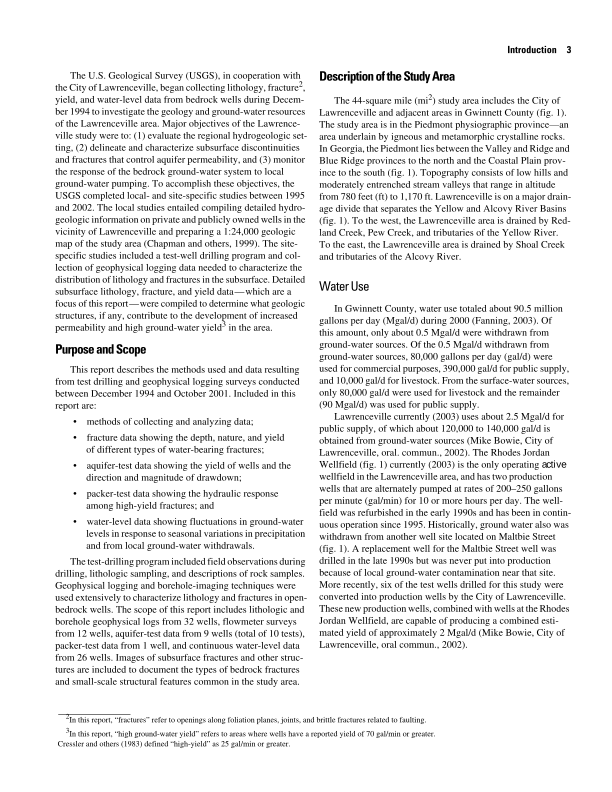 Introduction 3
The U.S. Geological Survey (USGS), in cooperation with
the City of Lawrenceville, began collecting lithology, fracture2,
yield, and water-level data from bedrock wells during Decem-
ber 1994 to investigate the geology and ground-water resources
of the Lawrenceville area. Major objectives of the Lawrence-
ville study were to: (1) evaluate the regional hydrogeologic set-
ting, (2) delineate and characterize subsurface discontinuities
and fractures that control aquifer permeability, and (3) monitor
the response of the bedrock ground-water system to local
ground-water pumping. To accomplish these objectives, the
USGS completed local- and site-specific studies between 1995
and 2002. The local studies entailed compiling detailed hydro-
geologic information on private and publicly owned wells in the
vicinity of Lawrenceville and preparing a 1:24,000 geologic
map of the study area (Chapman and others, 1999). The site-
specific studies included a test-well drilling program and col-
lection of geophysical logging data needed to characterize the
distribution of lithology and fractures in the subsurface. Detailed
subsurface lithology, fracture, and yield data—which are a
focus of this report—were compiled to determine what geologic
structures, if any, contribute to the development of increased
permeability and high ground-water yield3 in the area.
Purpose and Scope
This report describes the methods used and data resulting
from test drilling and geophysical logging surveys conducted
between December 1994 and October 2001. Included in this
report are:
• methods of collecting and analyzing data;
• fracture data showing the depth, nature, and yield
of different types of water-bearing fractures;
• aquifer-test data showing the yield of wells and the
direction and magnitude of drawdown;
• packer-test data showing the hydraulic response
among high-yield fractures; and
• water-level data showing fluctuations in ground-water
levels in response to seasonal variations in precipitation
and from local ground-water withdrawals.
The test-drilling program included field observations during
drilling, lithologic sampling, and descriptions of rock samples.
Geophysical logging and borehole-imaging techniques were
used extensively to characterize lithology and fractures in open-
bedrock wells. The scope of this report includes lithologic and
borehole geophysical logs from 32 wells, flowmeter surveys
from 12 wells, aquifer-test data from 9 wells (total of 10 tests),
packer-test data from 1 well, and continuous water-level data
from 26 wells. Images of subsurface fractures and other struc-
tures are included to document the types of bedrock fractures
and small-scale structural features common in the study area.
Description of the Study Area
The 44-square mile (mi2) study area includes the City of
Lawrenceville and adjacent areas in Gwinnett County (fig. 1).
The study area is in the Piedmont physiographic province—an
area underlain by igneous and metamorphic crystalline rocks.
In Georgia, the Piedmont lies between the Valley and Ridge and
Blue Ridge provinces to the north and the Coastal Plain prov-
ince to the south (fig. 1). Topography consists of low hills and
moderately entrenched stream valleys that range in altitude
from 780 feet (ft) to 1,170 ft. Lawrenceville is on a major drain-
age divide that separates the Yellow and Alcovy River Basins
(fig. 1). To the west, the Lawrenceville area is drained by Red-
land Creek, Pew Creek, and tributaries of the Yellow River.
To the east, the Lawrenceville area is drained by Shoal Creek
and tributaries of the Alcovy River.
Water Use
In Gwinnett County, water use totaled about 90.5 million
gallons per day (Mgal/d) during 2000 (Fanning, 2003). Of
this amount, only about 0.5 Mgal/d were withdrawn from
ground-water sources. Of the 0.5 Mgal/d withdrawn from
ground-water sources, 80,000 gallons per day (gal/d) were
used for commercial purposes, 390,000 gal/d for public supply,
and 10,000 gal/d for livestock. From the surface-water sources,
only 80,000 gal/d were used for livestock and the remainder
(90 Mgal/d) was used for public supply.
Lawrenceville currently (2003) uses about 2.5 Mgal/d for
public supply, of which about 120,000 to 140,000 gal/d is
obtained from ground-water sources (Mike Bowie, City of
Lawrenceville, oral. commun., 2002). The Rhodes Jordan
Wellfield (fig. 1) currently (2003) is the only operating active
wellfield in the Lawrenceville area, and has two production
wells that are alternately pumped at rates of 200–250 gallons
per minute (gal/min) for 10 or more hours per day. The well-
field was refurbished in the early 1990s and has been in contin-
uous operation since 1995. Historically, ground water also was
withdrawn from another well site located on Maltbie Street
(fig. 1). A replacement well for the Maltbie Street well was
drilled in the late 1990s but was never put into production
because of local ground-water contamination near that site.
More recently, six of the test wells drilled for this study were
converted into production wells by the City of Lawrenceville.
These new production wells, combined with wells at the Rhodes
Jordan Wellfield, are capable of producing a combined esti-
mated yield of approximately 2 Mgal/d (Mike Bowie, City of
Lawrenceville, oral commun., 2002).
2In this report, “fractures” refer to openings along foliation planes, joints, and brittle fractures related to faulting.
3In this report, “high ground-water yield” refers to areas where wells have a reported yield of 70 gal/min or greater.
Cressler and others (1983) defined “high-yield” as 25 gal/min or greater.